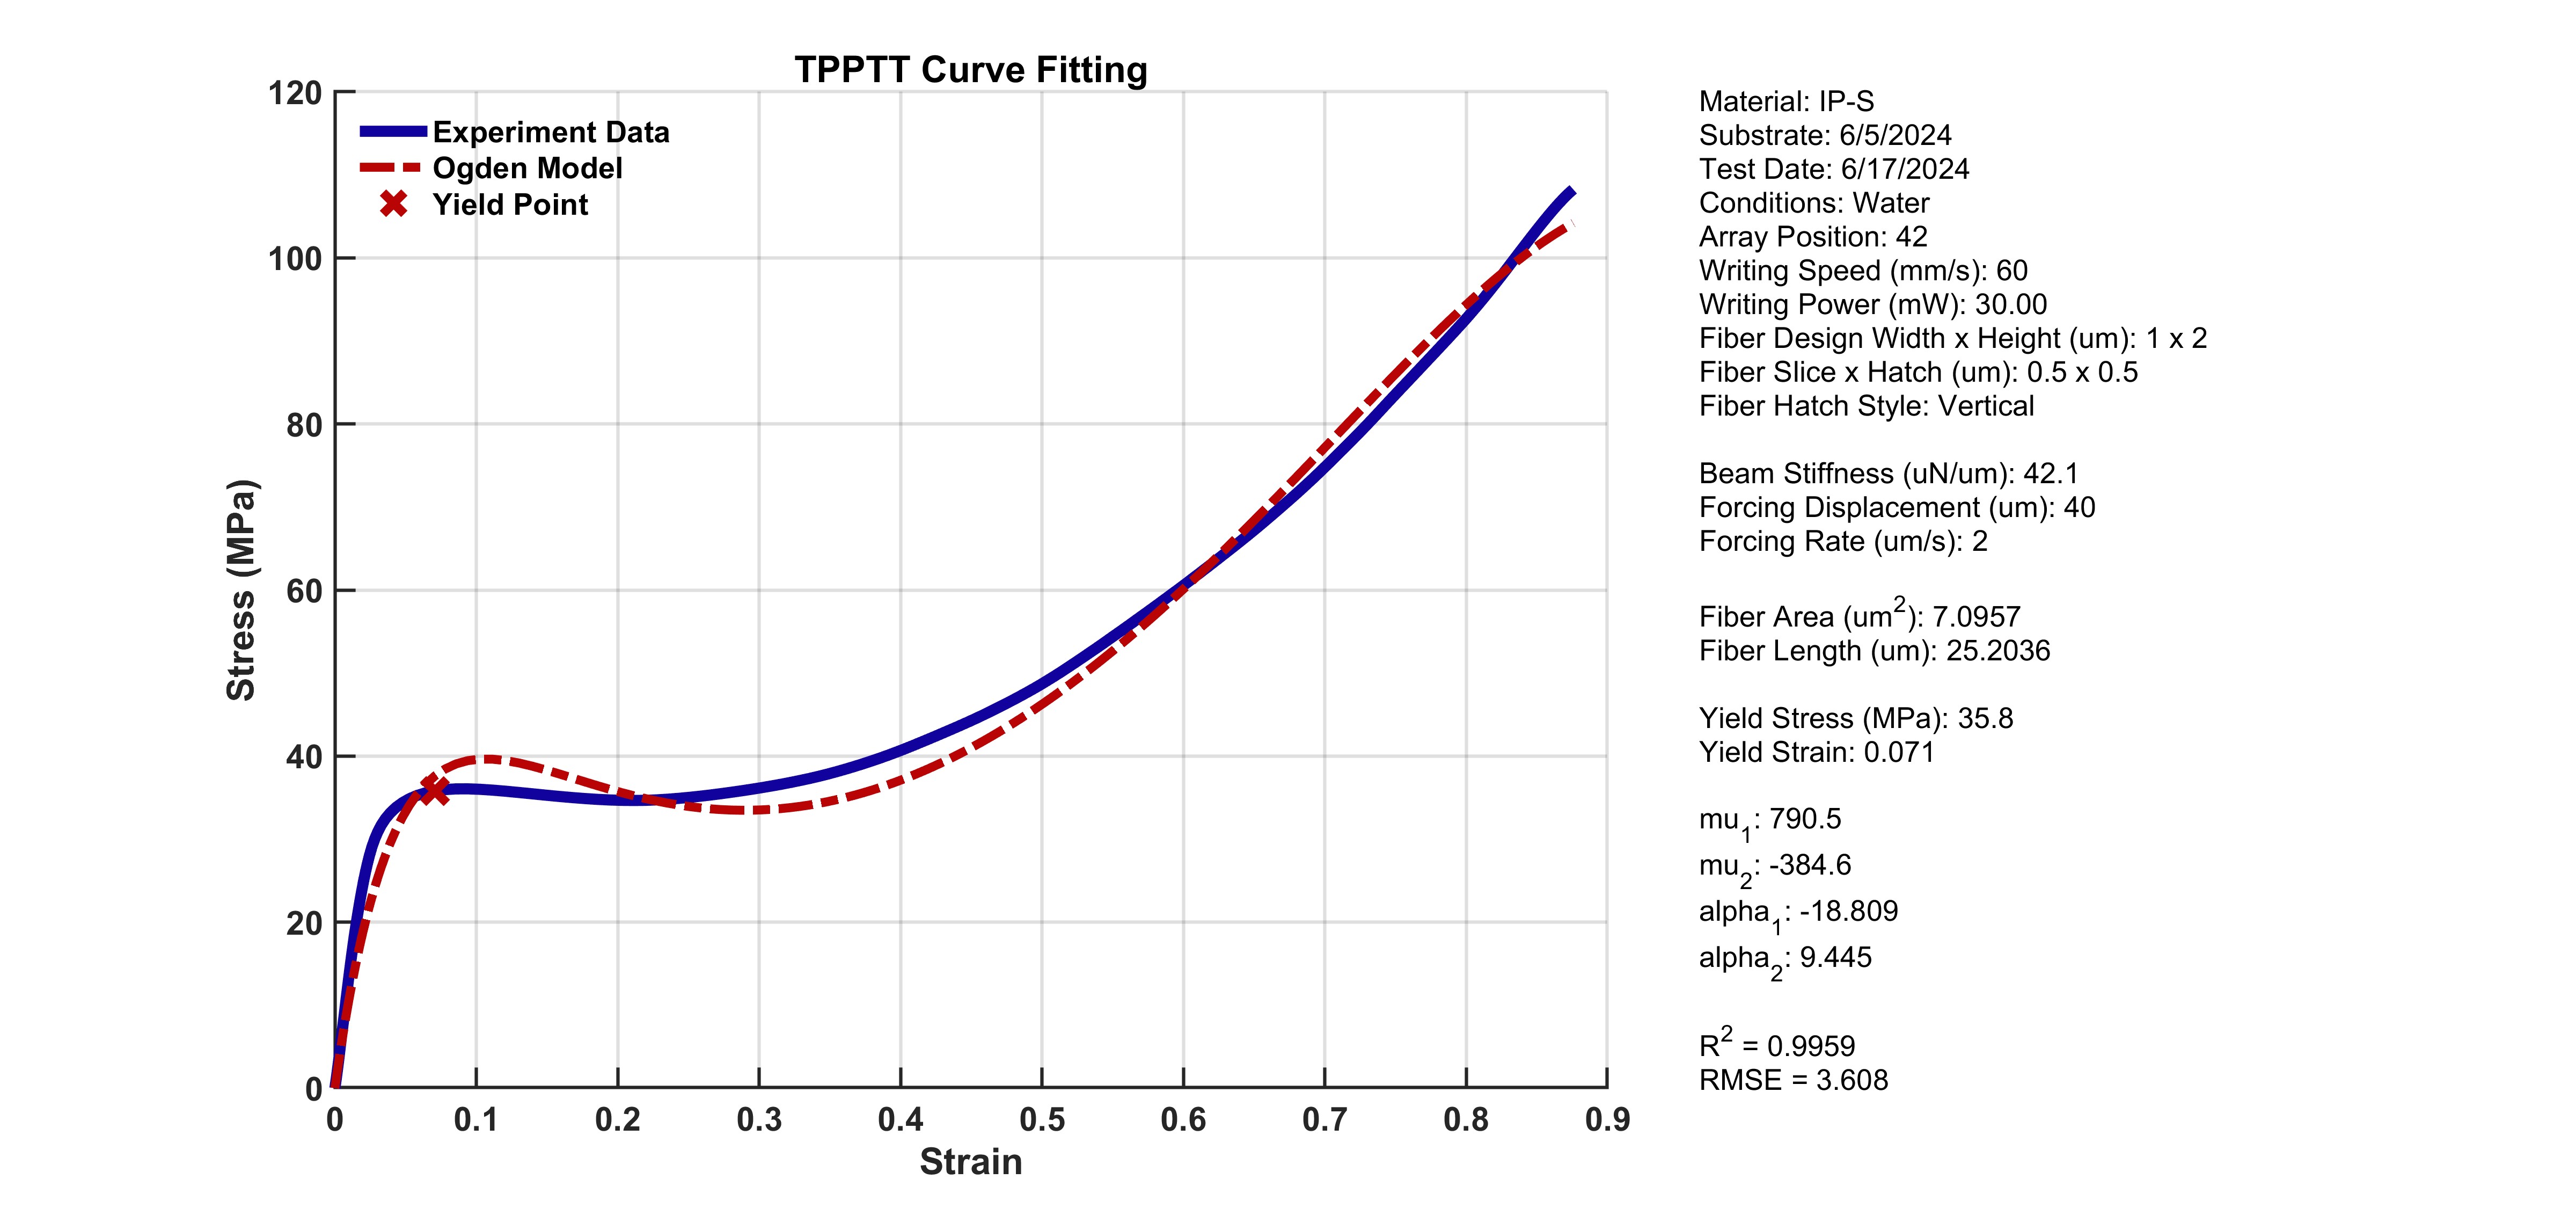 TPPTT Curve Fitting
120
100
80
60
40
20
0
Stress (MPa)
Experiment Data
Ogden Model
Yield Point
0 0.1 0.2 0.3 0.4 0.5 0.6 0.7 0.8 0.9
Strain
Material: IP-S
Substrate: 6/5/2024
Test Date: 6/17/2024
Conditions: Water
Array Position: 42
Writing Speed (mm/s): 60
Writing Power (mW): 30.00
Fiber Design Width x Height (um): 1 x 2
Fiber Slice x Hatch (um): 0.5 x 0.5
Fiber Hatch Style: Vertical
Beam Stiffness (uN/um): 42.1
Forcing Displacement (um): 40
Forcing Rate (um/s): 2
Fiber Area (um²): 7.0957
Fiber Length (um): 25.2036
Yield Stress (MPa): 35.8
Yield Strain: 0.071
mu₁: 790.5
mu₂: -384.6
alpha₁: -18.809
alpha₂: 9.445
R² = 0.9959
RMSE = 3.608